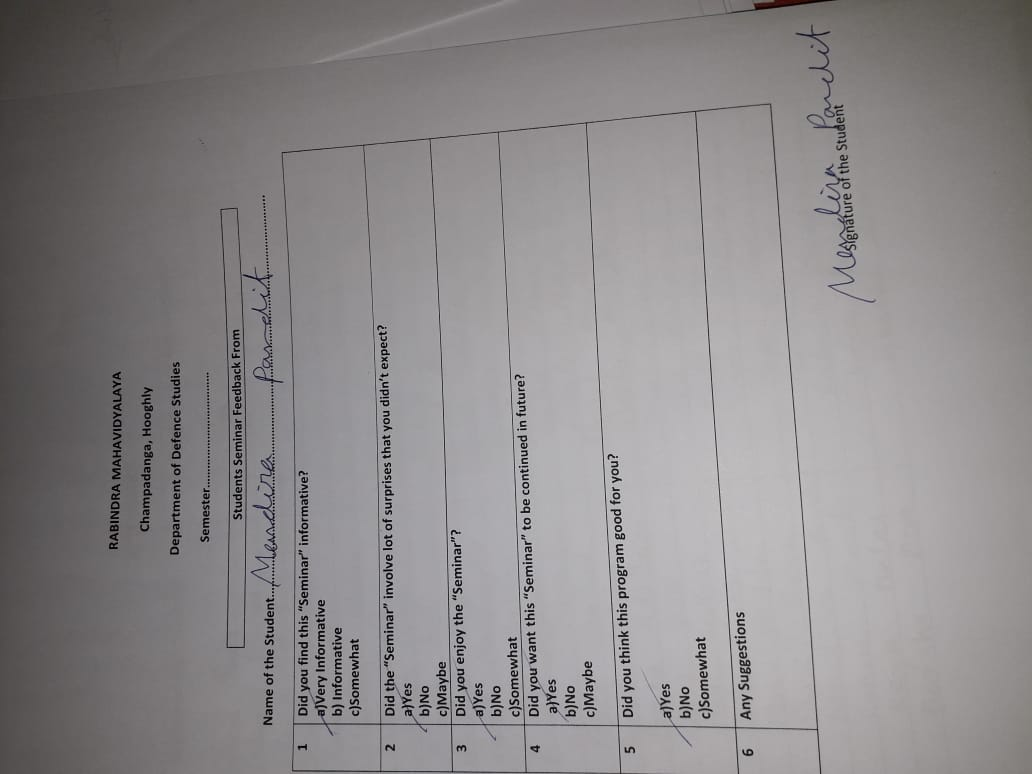 RABINDRA MAHAVIDYALAYA
Champadanga, Hooghly
Department of Defence Studies
Semester..............................
Students Seminar Feedback From
Name of the Student....Mandira Pandit....................
1 Did you find this “Seminar” informative?
a)Very Informative
b) Informative
c)Somewhat
2 Did the “Seminar” involve lot of surprises that you didn’t expect?
a)Yes
b)No
c)Maybe
3 Did you enjoy the “Seminar”?
a)Yes
b)No
c)Somewhat
4 Did you want this “Seminar” to be continued in future?
a)Yes
b)No
c)Maybe
5 Did you think this program good for you?
a)Yes
b)No
c)Somewhat
6 Any Suggestions
Mandira Pandit
Signature of the Student